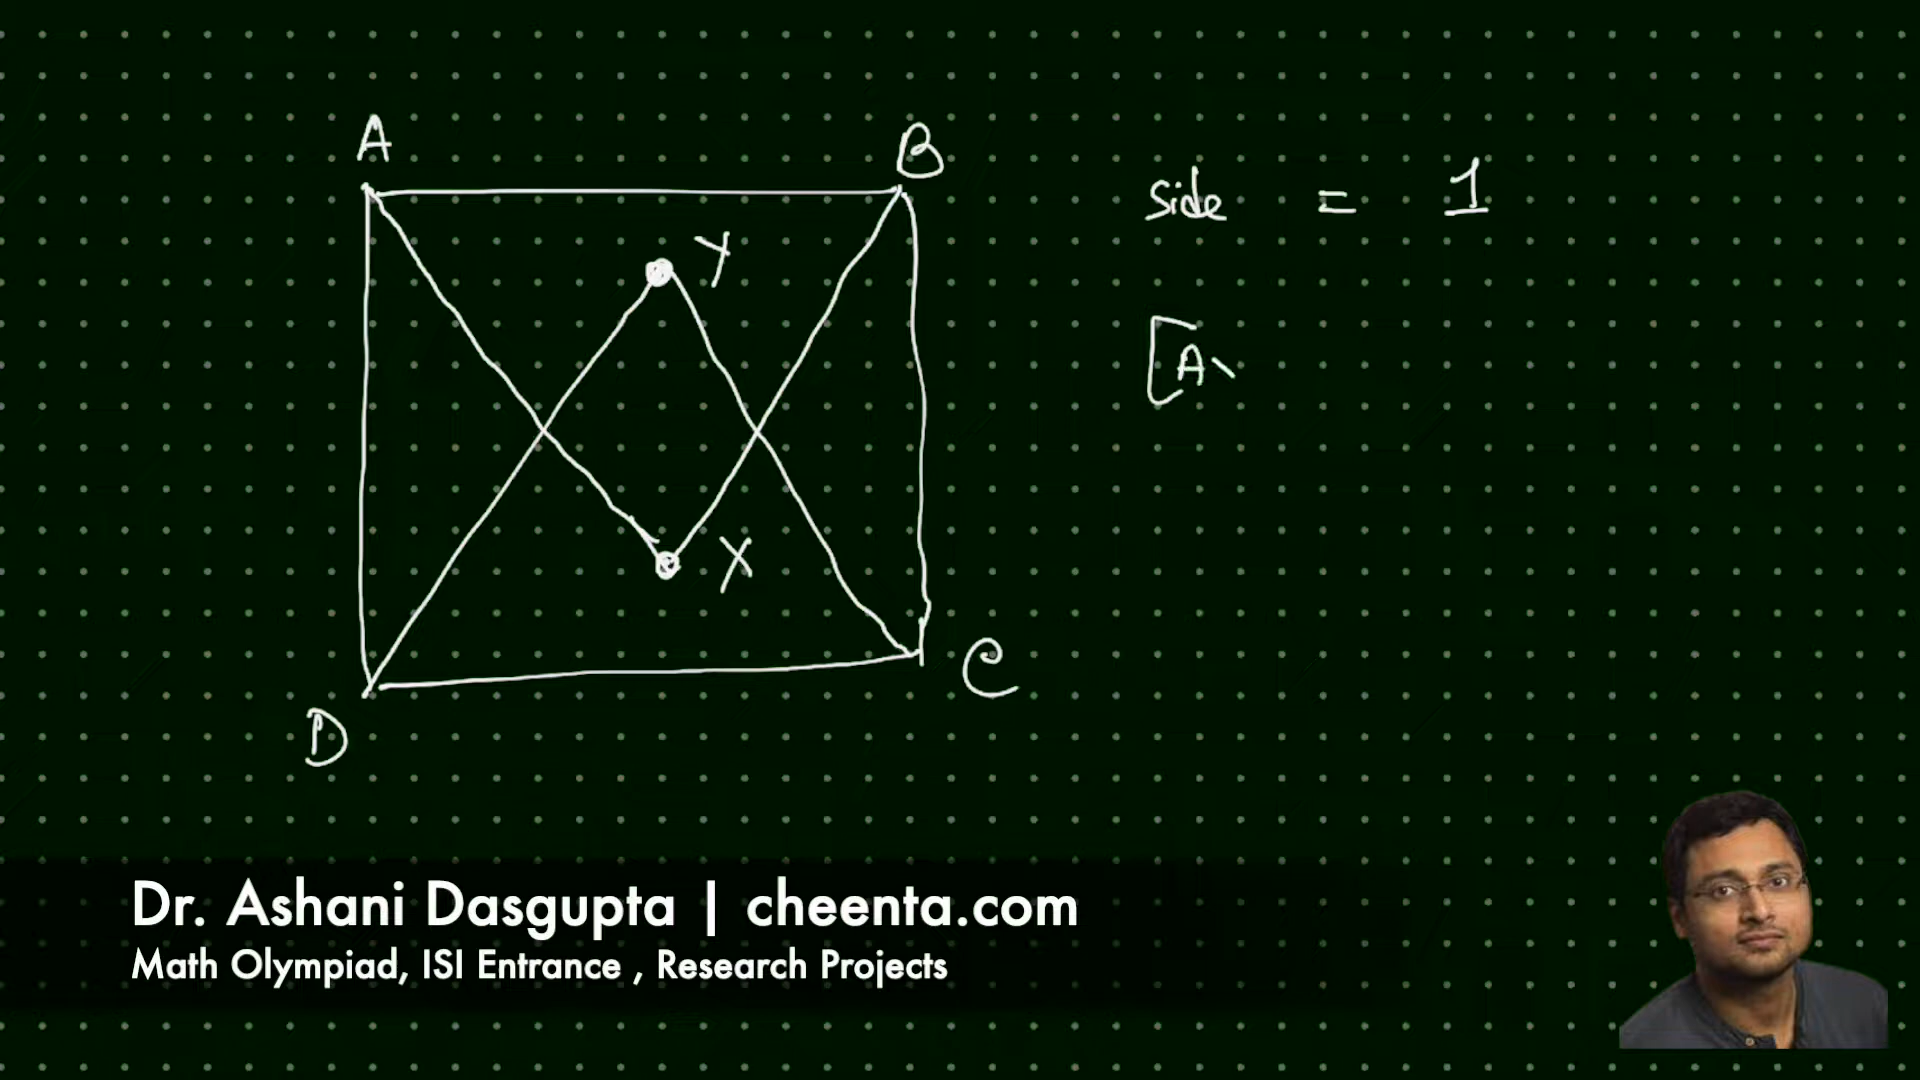 A
B
side = 1
Y
[A
X
C
D
Dr. Ashani Dasgupta | cheenta.com
Math Olympiad, ISI Entrance , Research Projects